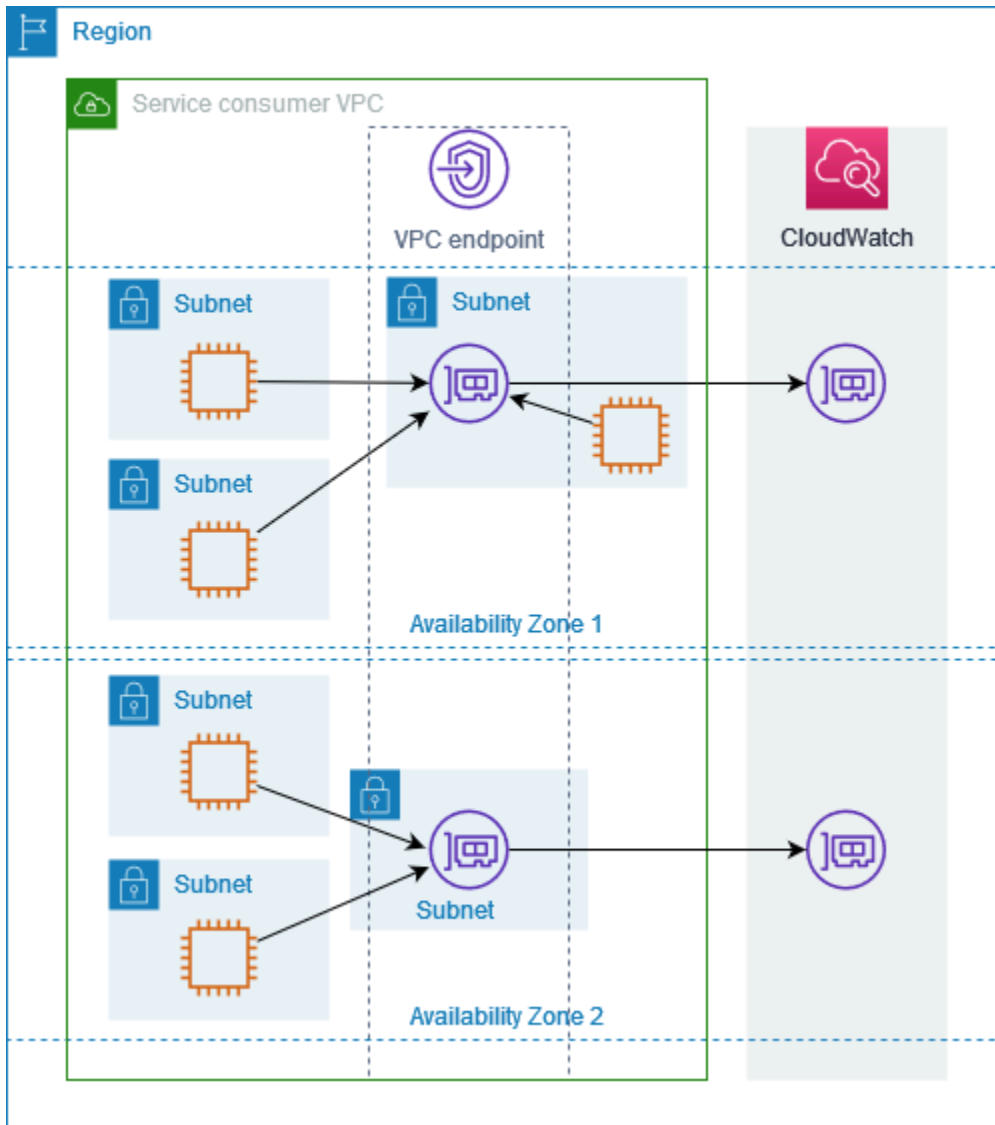 Region
Service consumer VPC
VPC endpoint
CloudWatch
Subnet
Subnet
Subnet
Availability Zone 1
Subnet
Subnet
Subnet
Availability Zone 2